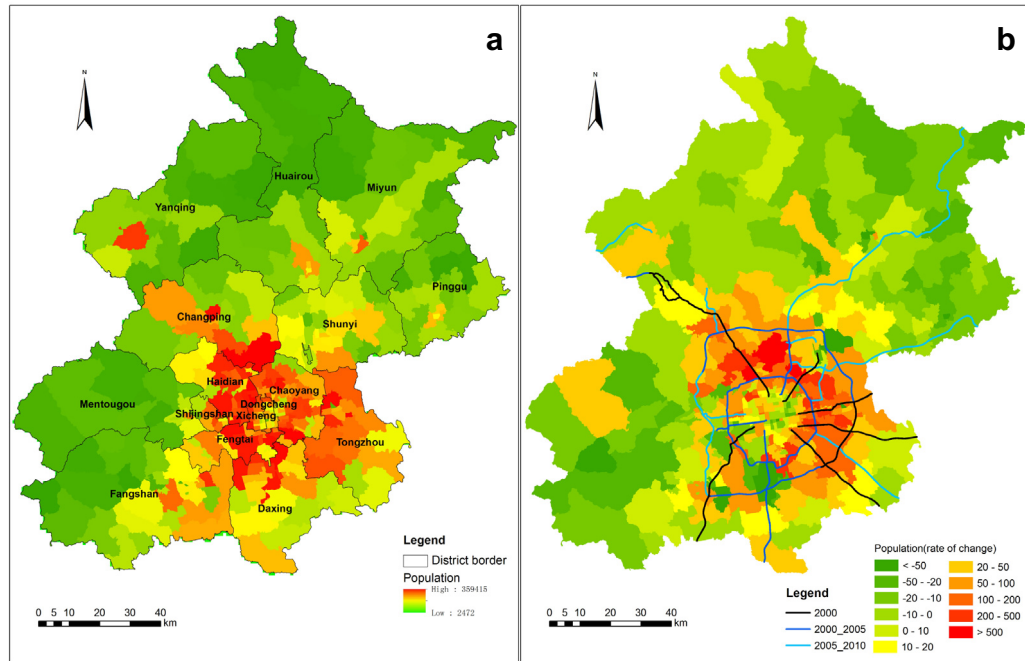 a
N
Huairou
Miyun
Yanqing
Pinggu
Changping
Shunyi
Haidian
Chaoyang
Mentougou
Dongcheng
Shijingshan
Xicheng
Fengtai
Tongzhou
Fangshan
Daxing
Legend
District border
Population
High : 359415
Low : 2472
0 5 10 20 30 40
km
b
N
Population(rate of change)
< -50
-50 - -20
-20 - -10
-10 - 0
0 - 10
10 - 20
20 - 50
50 - 100
100 - 200
200 - 500
> 500
Legend
2000
2000_2005
2005_2010
0 5 10 20 30 40
km